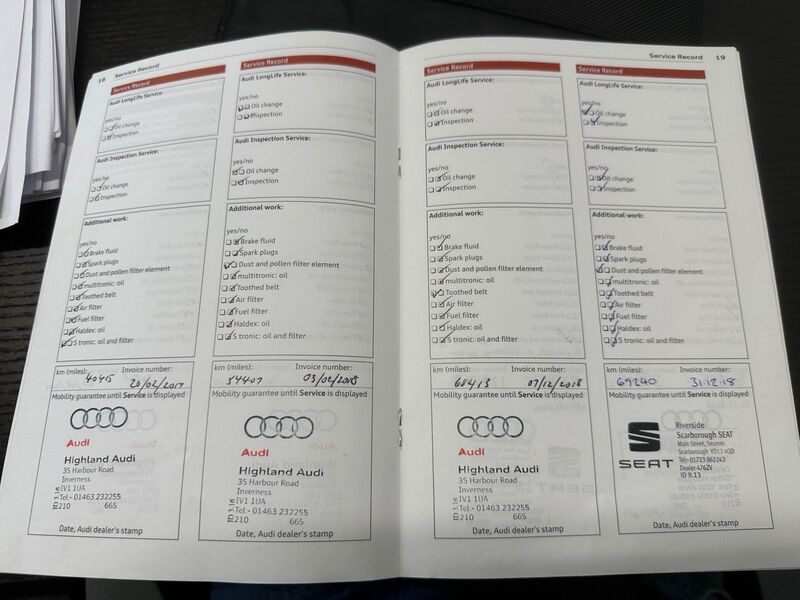 18 Service Record
Service Record
Audi LongLife Service:
yes/no
Oil change
Inspection
Audi Inspection Service:
yes/no
Oil change
Inspection
Additional work:
yes/no
Brake fluid
Spark plugs
Dust and pollen filter element
multitronic: oil
Toothed belt
Air filter
Fuel filter
Haldex: oil
S tronic: oil and filter
km (miles): Invoice number:
40415 20/02/2017
Mobility guarantee until Service is displayed
Audi
Highland Audi
35 Harbour Road
Inverness
IV1 1UA
Tel:- 01463 232255
210 665
Date, Audi dealer's stamp
Service Record
Audi LongLife Service:
yes/no
Oil change
Inspection
Audi Inspection Service:
yes/no
Oil change
Inspection
Additional work:
yes/no
Brake fluid
Spark plugs
Dust and pollen filter element
multitronic: oil
Toothed belt
Air filter
Fuel filter
Haldex: oil
S tronic: oil and filter
km (miles): Invoice number:
54407 03/02/2018
Mobility guarantee until Service is displayed
Audi
Highland Audi
35 Harbour Road
Inverness
IV1 1UA
Tel:- 01463 232255
210 665
Date, Audi dealer's stamp
Service Record 19
Service Record
Audi LongLife Service:
yes/no
Oil change
Inspection
Audi Inspection Service:
yes/no
Oil change
Inspection
Additional work:
yes/no
Brake fluid
Spark plugs
Dust and pollen filter element
multitronic: oil
Toothed belt
Air filter
Fuel filter
Haldex: oil
S tronic: oil and filter
km (miles): Invoice number:
68413 07/12/2018
Mobility guarantee until Service is displayed
Audi
Highland Audi
35 Harbour Road
Inverness
IV1 1UA
Tel:- 01463 232255
210 665
Date, Audi dealer's stamp
Service Record
Audi LongLife Service:
yes/no
Oil change
Inspection
Audi Inspection Service:
yes/no
Oil change
Inspection
Additional work:
yes/no
Brake fluid
Spark plugs
Dust and pollen filter element
multitronic: oil
Toothed belt
Air filter
Fuel filter
Haldex: oil
S tronic: oil and filter
km (miles): Invoice number:
69240 31.12.18
Mobility guarantee until Service is displayed
SEAT
Riverside
Scarborough SEAT
Main Street, Seamer
Scarborough YO12 4QD
Tel:-01723 862242
Dealer 476ZV
ID 9.13
Date, Audi dealer's stamp